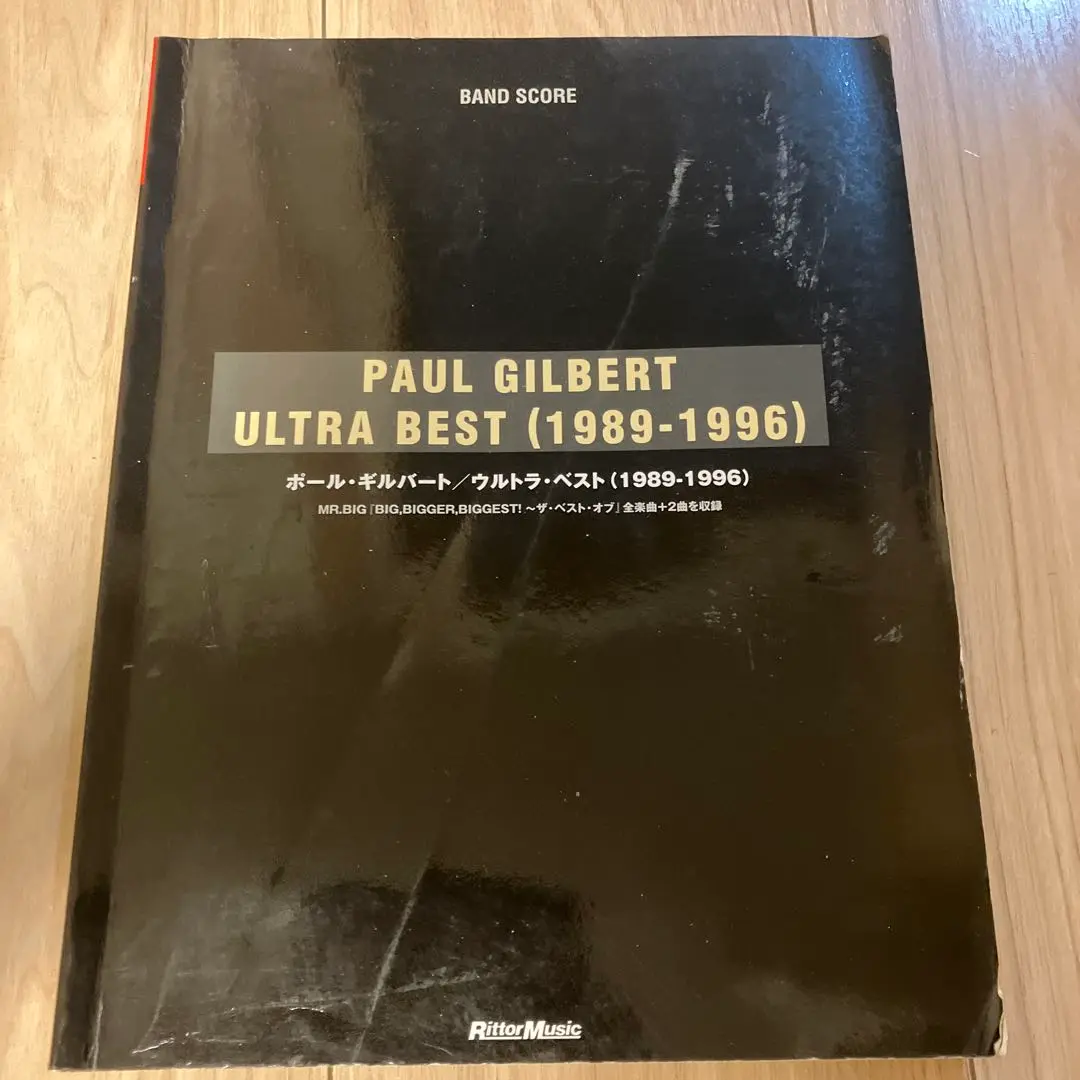 BAND SCORE
PAUL GILBERT
ULTRA BEST (1989-1996)
ポール・ギルバート／ウルトラ・ベスト(1989-1996)
MR.BIG『BIG,BIGGER,BIGGEST! ～ザ・ベスト・オブ』全楽曲+2曲を収録
RittorMusic